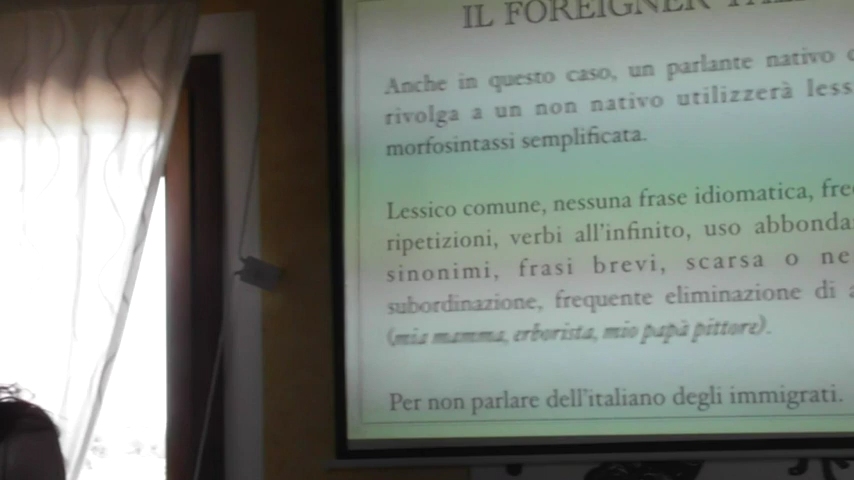 IL FOREIGNER
Anche in questo caso, un parlante nativo
rivolga a un non nativo utilizzerà
morfosintassi semplificata.
Lessico comune, nessuna frase idiomatica,
ripetizioni, verbi all'infinito, uso
sinonimi, frasi brevi, scarsa o
subordinazione, frequente eliminazione di
(mia mamma, erborista, mio papà pittore).
Per non parlare dell'italiano degli immigrati.